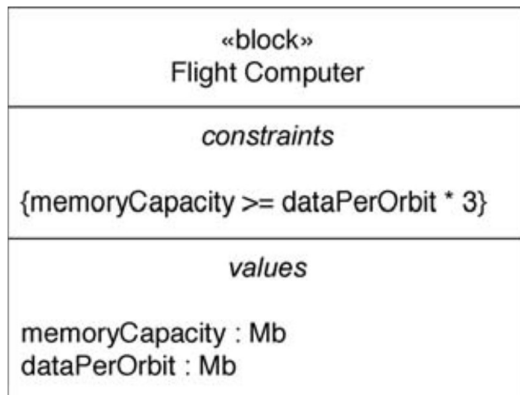 «block»
Flight Computer
constraints
{memoryCapacity >= dataPerOrbit * 3}
values
memoryCapacity : Mb
dataPerOrbit : Mb